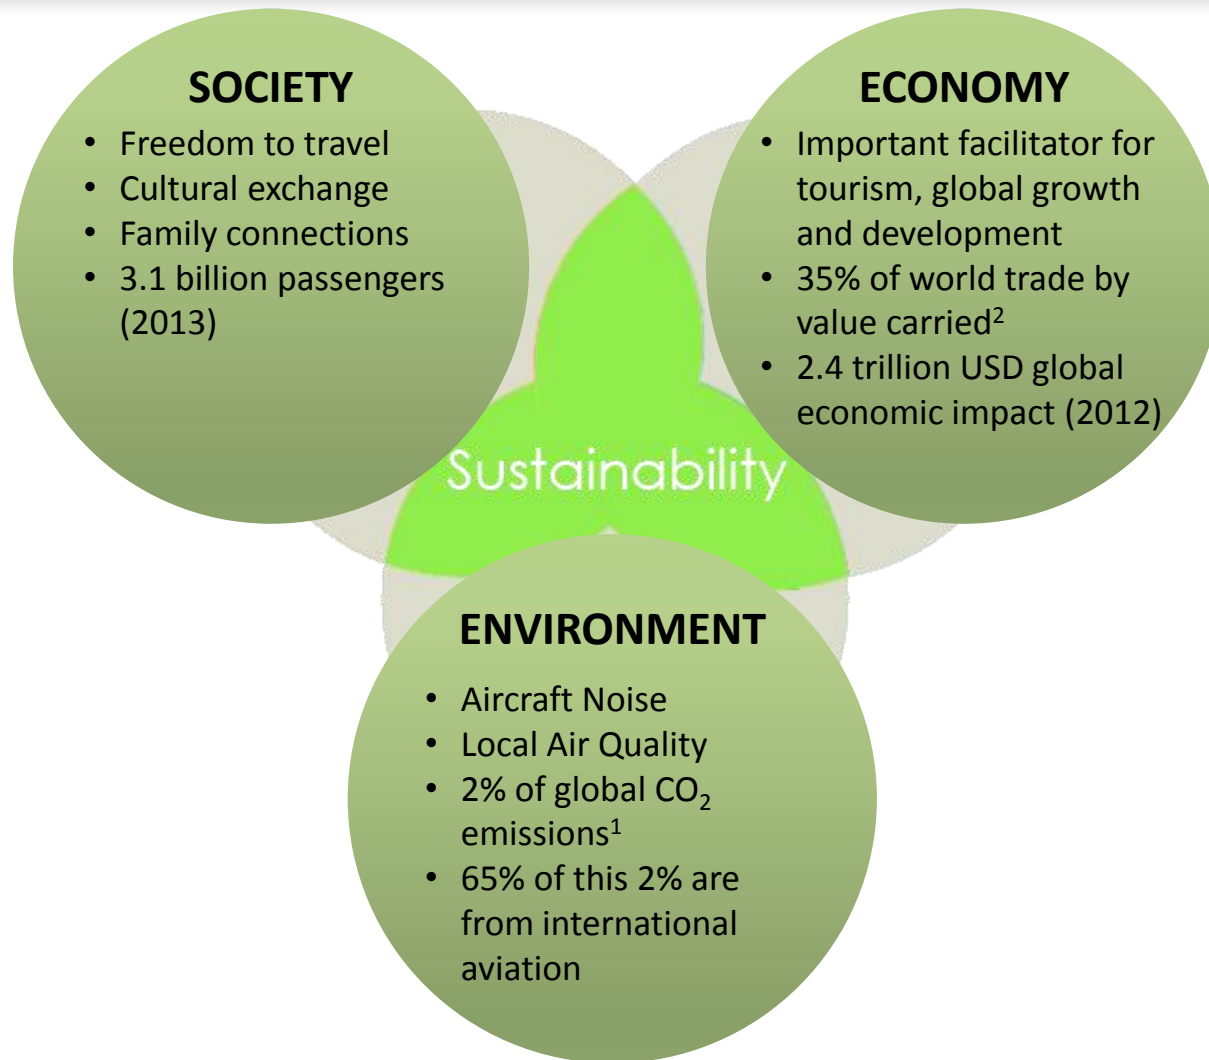 SOCIETY
• Freedom to travel
• Cultural exchange
• Family connections
• 3.1 billion passengers
(2013)
ECONOMY
• Important facilitator for
tourism, global growth
and development
• 35% of world trade by
value carried²
• 2.4 trillion USD global
economic impact (2012)
Sustainability
ENVIRONMENT
• Aircraft Noise
• Local Air Quality
• 2% of global CO₂
emissions¹
• 65% of this 2% are
from international
aviation